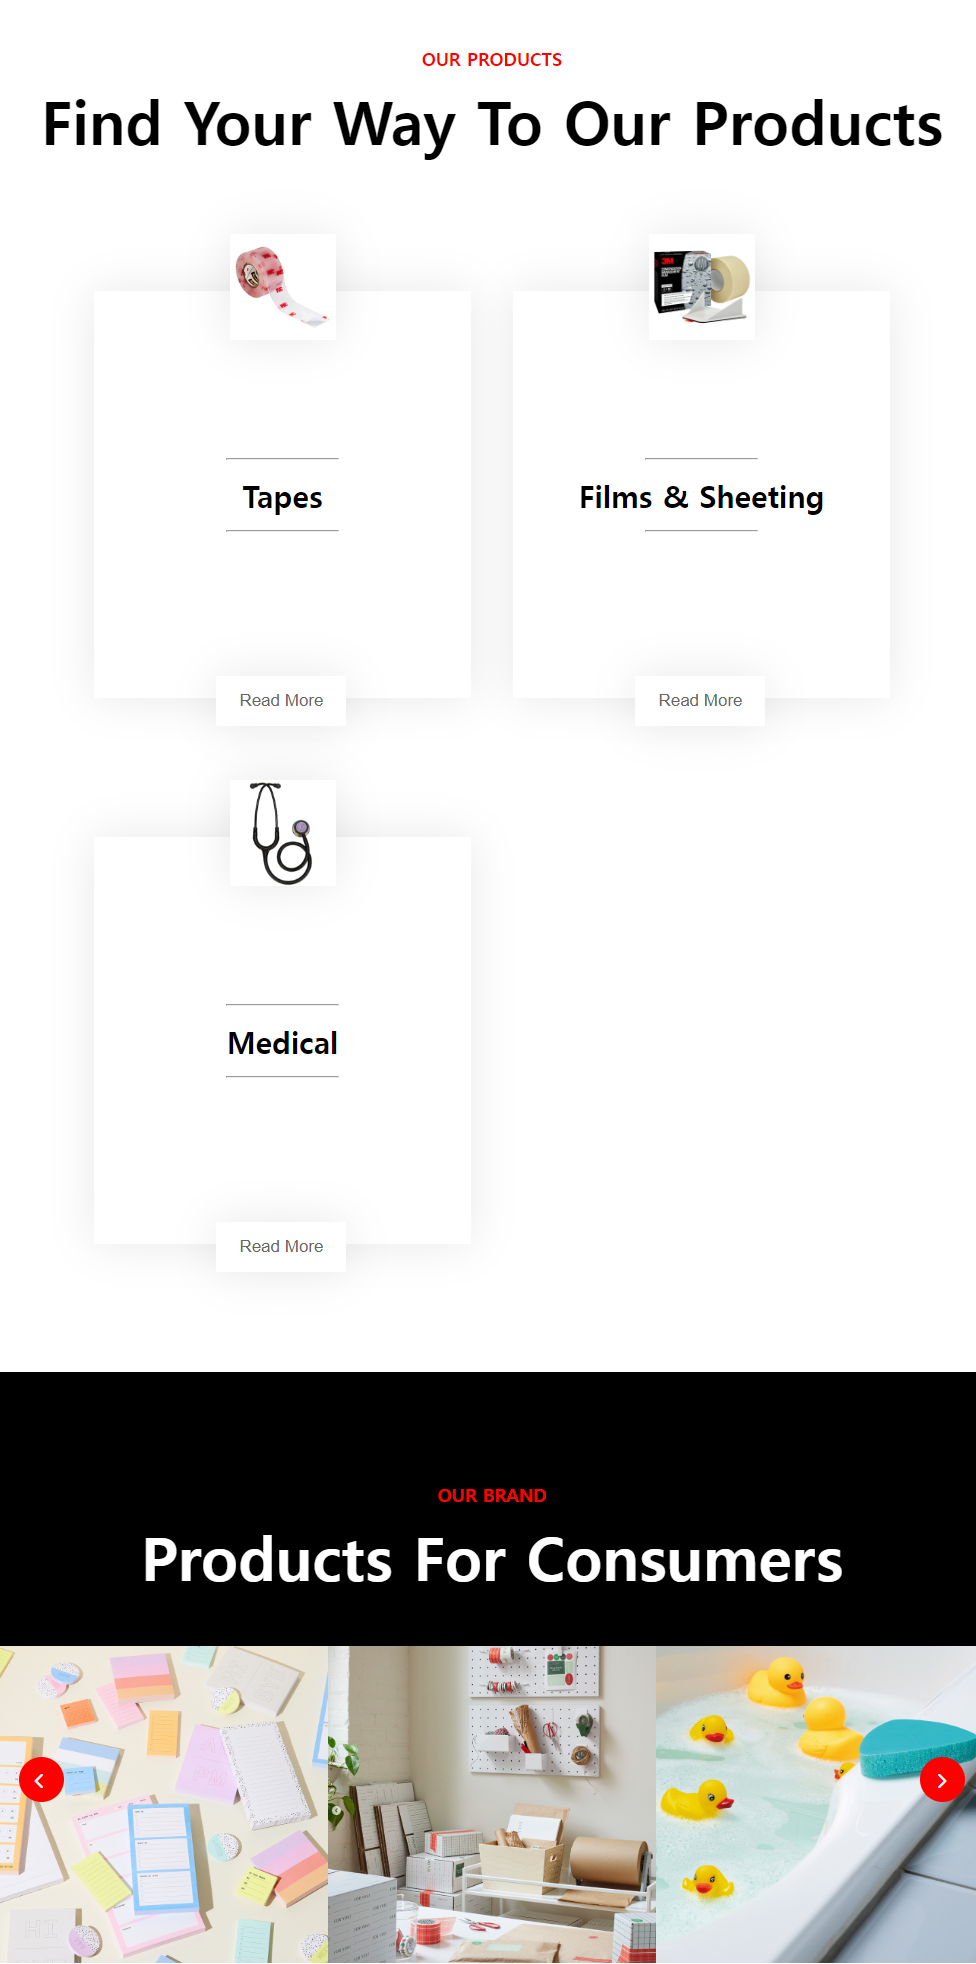 OUR PRODUCTS
Find Your Way To Our Products
3M
Tapes
Films & Sheeting
Read More
Read More
Medical
Read More
OUR BRAND
Products For Consumers